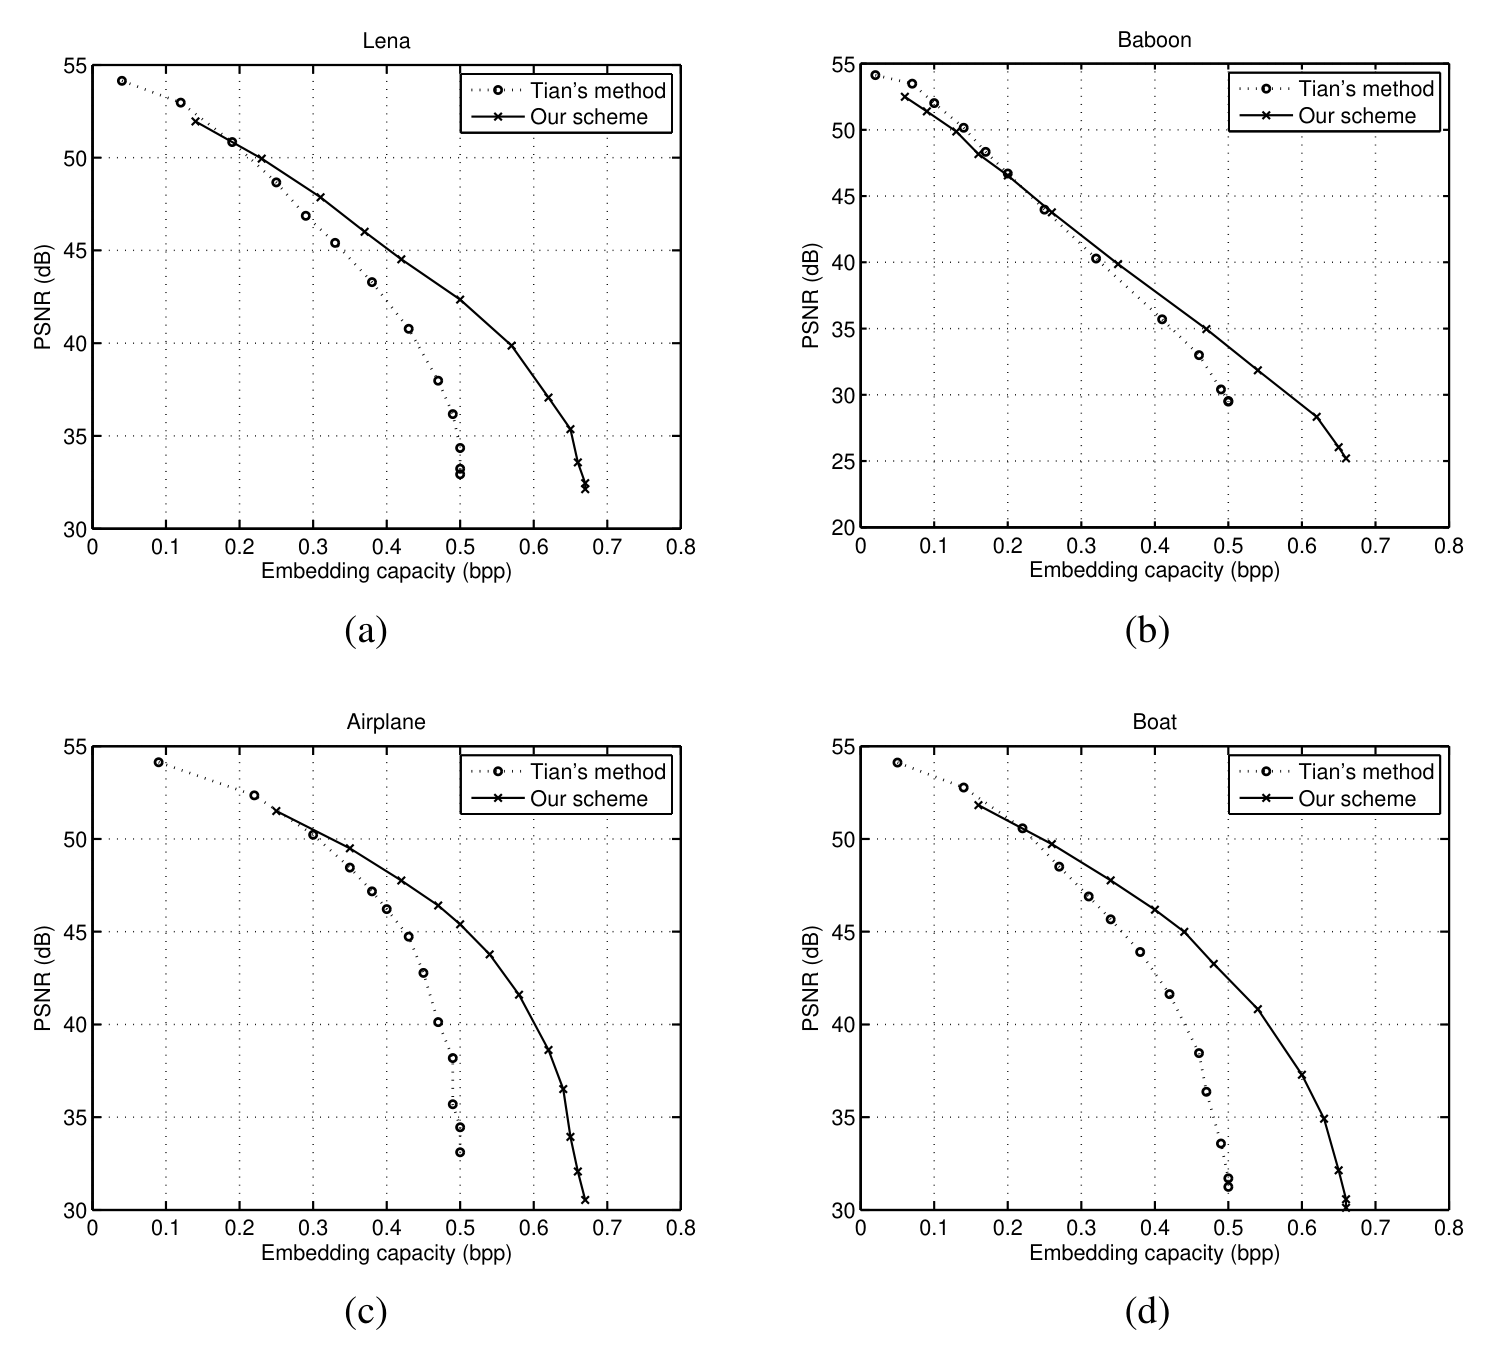 Lena
55
50
45
40
35
30
PSNR (dB)
Tian's method
Our scheme
0 0.1 0.2 0.3 0.4 0.5 0.6 0.7 0.8
Embedding capacity (bpp)
(a)
Baboon
55
50
45
40
35
30
25
20
PSNR (dB)
Tian's method
Our scheme
0 0.1 0.2 0.3 0.4 0.5 0.6 0.7 0.8
Embedding capacity (bpp)
(b)
Airplane
55
50
45
40
35
30
PSNR (dB)
Tian's method
Our scheme
0 0.1 0.2 0.3 0.4 0.5 0.6 0.7 0.8
Embedding capacity (bpp)
(c)
Boat
55
50
45
40
35
30
PSNR (dB)
Tian's method
Our scheme
0 0.1 0.2 0.3 0.4 0.5 0.6 0.7 0.8
Embedding capacity (bpp)
(d)